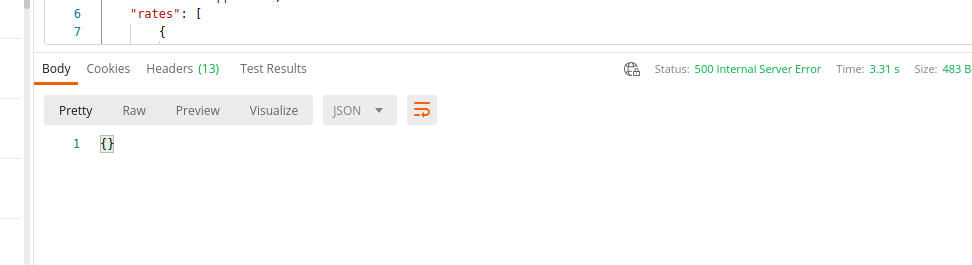 6 "rates": [
7 {
Body Cookies Headers (13) Test Results Status: 500 Internal Server Error Time: 3.31 s Size: 483 B
Pretty Raw Preview Visualize JSON
1 {}